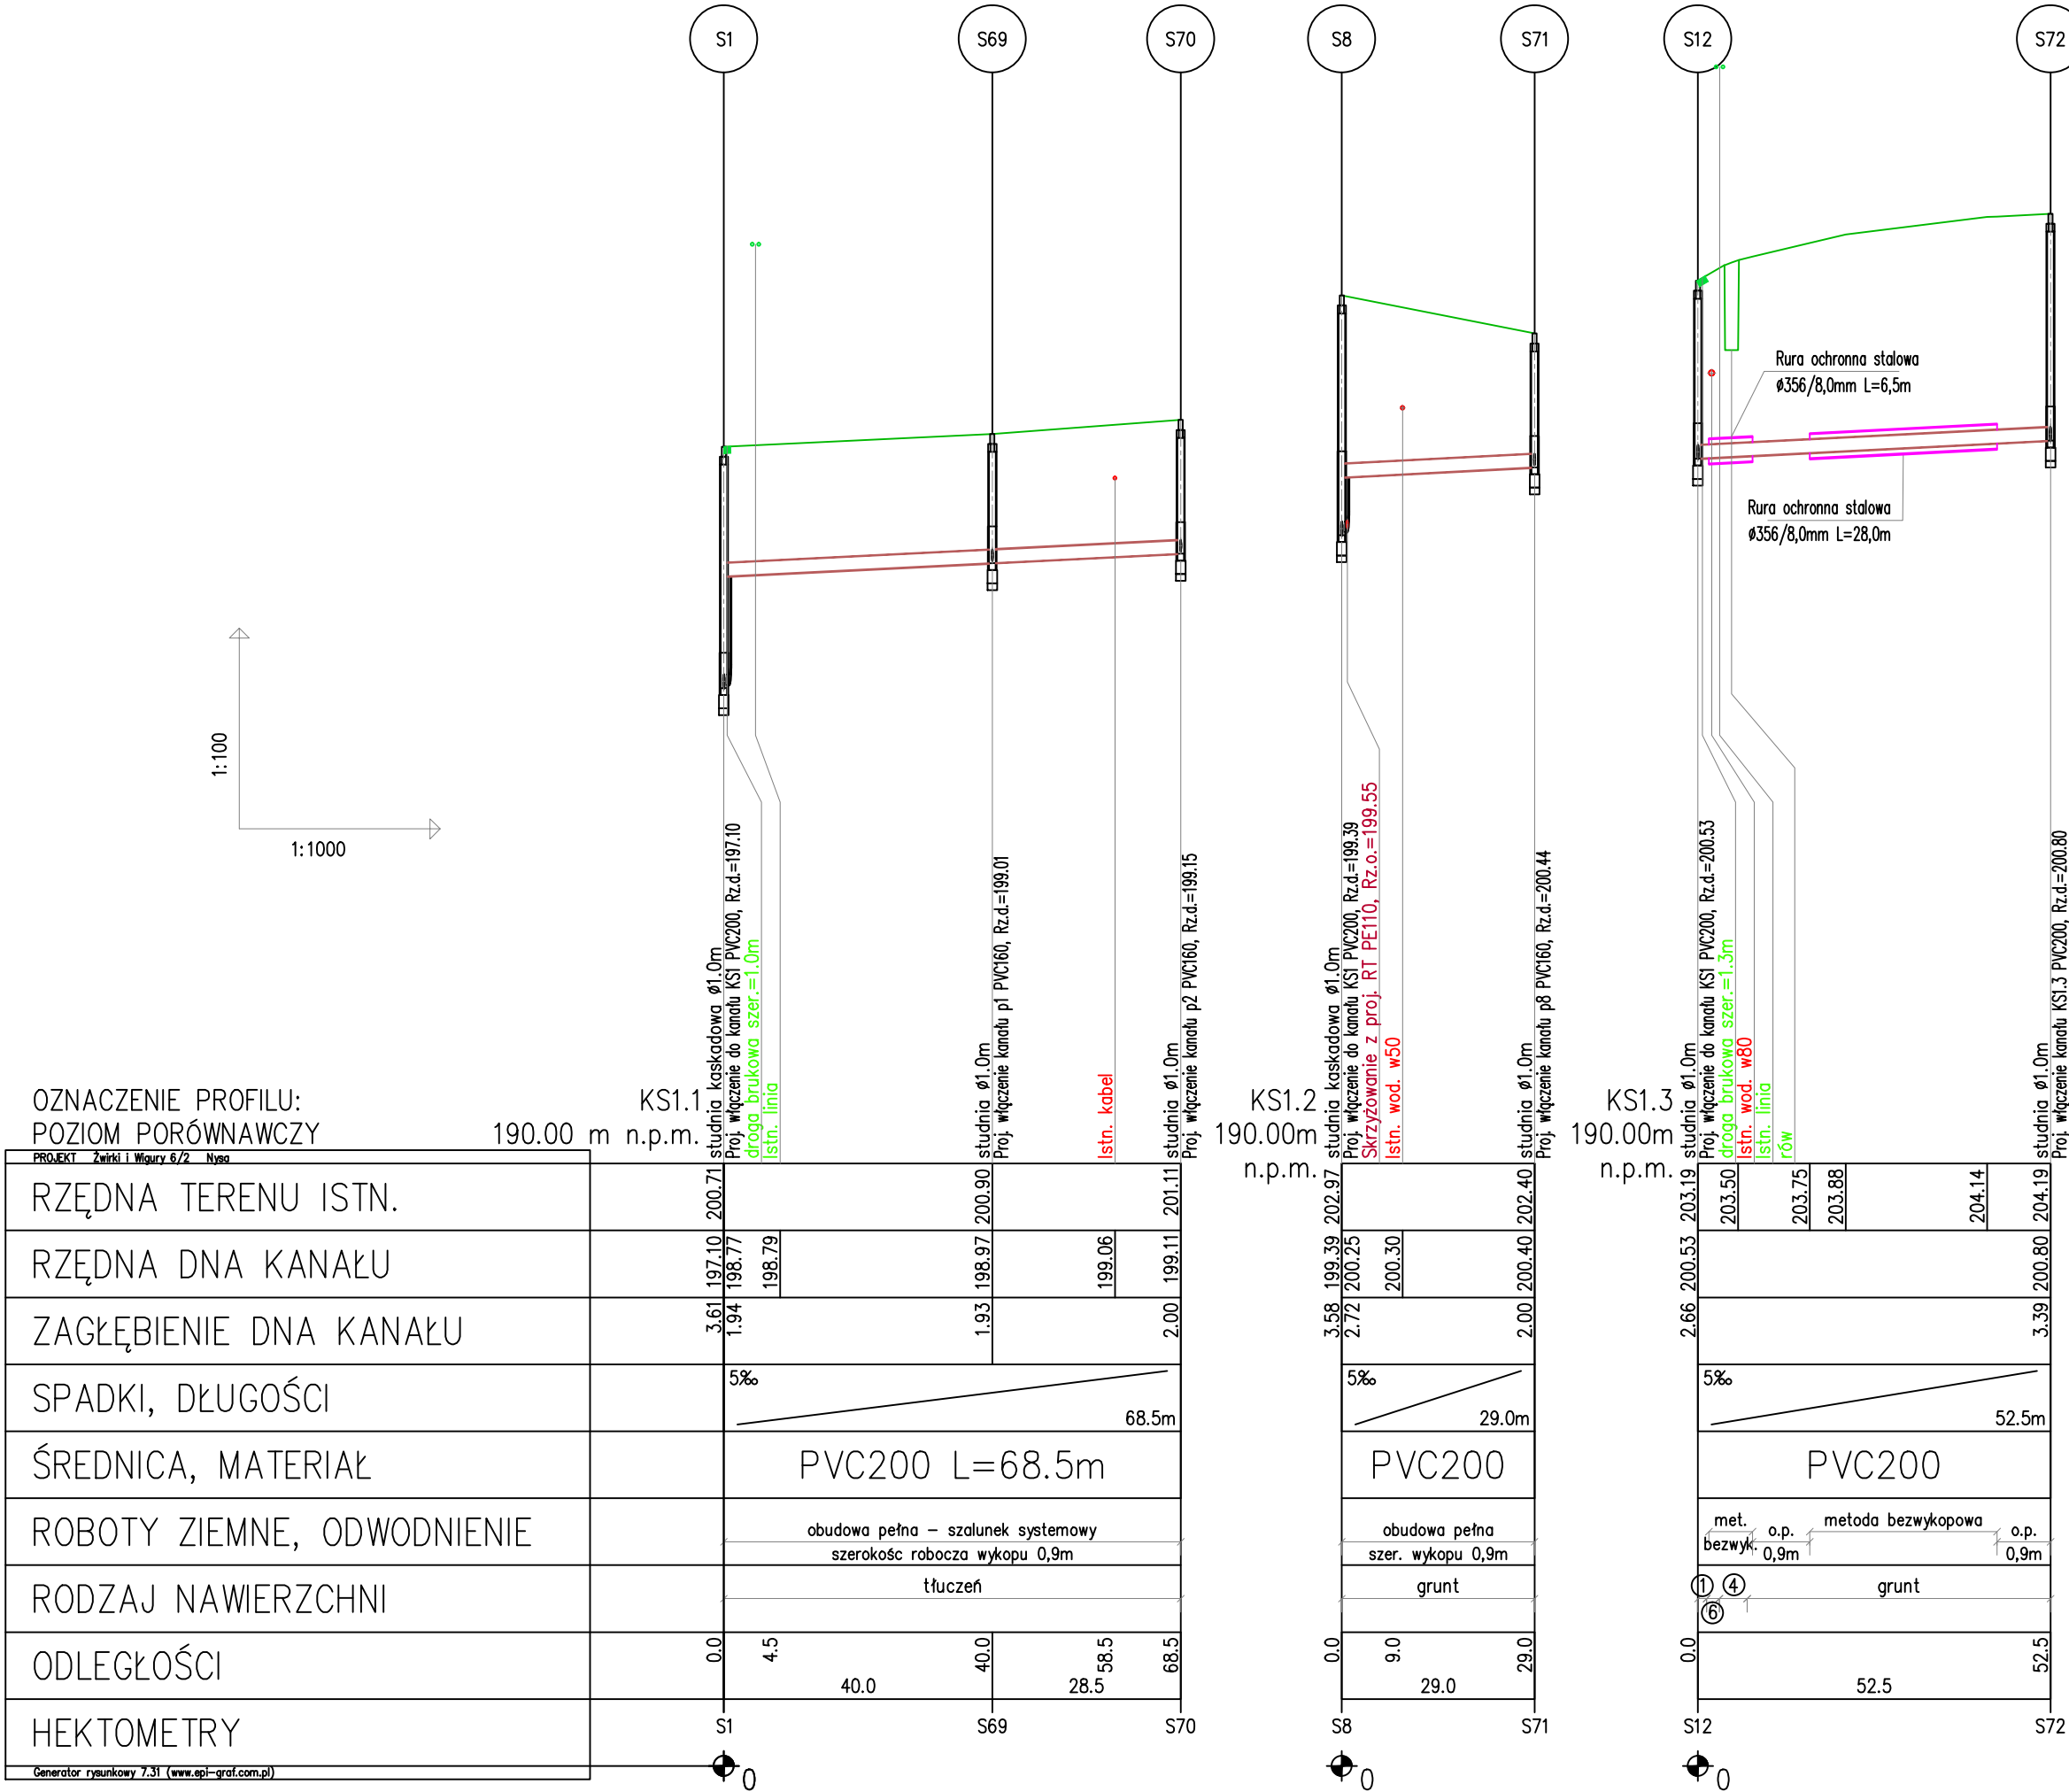 S1
S69
S70
S8
S71
S12
S72
Rura ochronna stalowa
ø356/8,0mm L=6,5m
Rura ochronna stalowa
ø356/8,0mm L=28,0m
1:100
1:1000
OZNACZENIE PROFILU:
POZIOM PORÓWNAWCZY
KS1.1
190.00 m n.p.m.
studnia kaskadowa ø1.0m
Proj. włączenie do kanału KS1 PVC200, Rz.d.=197.10
droga brukowa szer.=1.0m
Istn. linia
studnia ø1.0m
Proj. włączenie kanału p1 PVC160, Rz.d.=199.01
Istn. kabel
studnia ø1.0m
Proj. włączenie kanału p2 PVC160, Rz.d.=199.15
KS1.2
190.00m
n.p.m.
studnia kaskadowa ø1.0m
Proj. włączenie do kanału KS1 PVC200, Rz.d.=199.39
Skrzyżowanie z proj. RT PE110, Rz.o.=199.55
Istn. wod. w50
studnia ø1.0m
Proj. włączenie kanału p8 PVC160, Rz.d.=200.44
KS1.3
190.00m
n.p.m.
studnia ø1.0m
Proj. włączenie do kanału KS1 PVC200, Rz.d.=200.53
droga brukowa szer.=1.3m
Istn. wod. w80
Istn. linia
rów
studnia ø1.0m
Proj. włączenie kanału KS1.3 PVC200, Rz.d.=200.80
PROJEKT Żwirki i Wigury 6/2 Nysa
RZĘDNA TERENU ISTN.
200.71
200.90
201.11
202.97
202.40
203.19
203.50
203.75
203.88
204.14
204.19
RZĘDNA DNA KANAŁU
197.10
198.77
198.79
198.97
199.06
199.11
199.39
200.25
200.30
200.40
200.53
200.80
ZAGŁĘBIENIE DNA KANAŁU
3.61
1.94
1.93
2.00
3.58
2.72
2.00
2.66
3.39
SPADKI, DŁUGOŚCI
5‰
68.5m
5‰
29.0m
5‰
52.5m
ŚREDNICA, MATERIAŁ
PVC200 L=68.5m
PVC200
PVC200
ROBOTY ZIEMNE, ODWODNIENIE
obudowa pełna – szalunek systemowy
szerokośc robocza wykopu 0,9m
obudowa pełna
szer. wykopu 0,9m
met.
bezwyk.
o.p.
0,9m
metoda bezwykopowa
o.p.
0,9m
RODZAJ NAWIERZCHNI
tłuczeń
grunt
1
6
4
grunt
ODLEGŁOŚCI
0.0
4.5
40.0
58.5
68.5
40.0
28.5
0.0
9.0
29.0
29.0
0.0
52.5
52.5
HEKTOMETRY
S1
S69
S70
S8
S71
S12
S72
Generator rysunkowy 7.31 (www.epi-graf.com.pl)
0
0
0